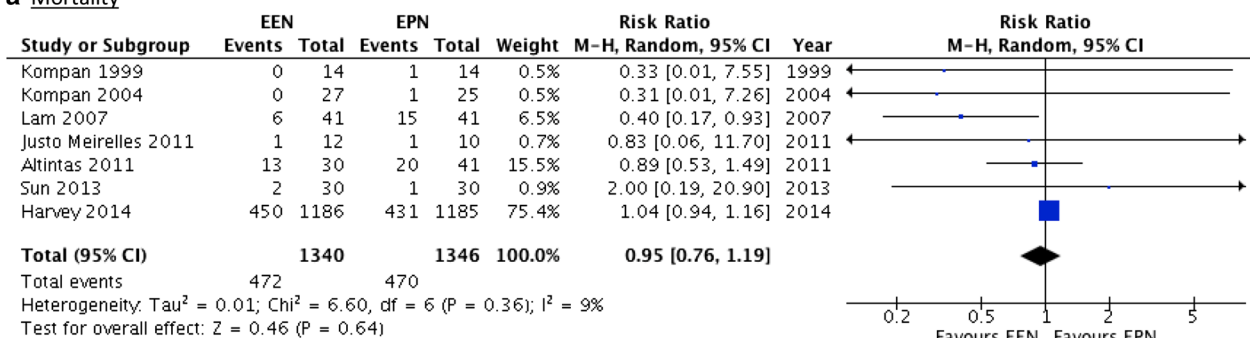 a Mortality
EEN EPN Risk Ratio Risk Ratio
Study or Subgroup Events Total Events Total Weight M-H, Random, 95% CI Year M-H, Random, 95% CI
Kompan 1999 0 14 1 14 0.5% 0.33 [0.01, 7.55] 1999
Kompan 2004 0 27 1 25 0.5% 0.31 [0.01, 7.26] 2004
Lam 2007 6 41 15 41 6.5% 0.40 [0.17, 0.93] 2007
Justo Meirelles 2011 1 12 1 10 0.7% 0.83 [0.06, 11.70] 2011
Altintas 2011 13 30 20 41 15.5% 0.89 [0.53, 1.49] 2011
Sun 2013 2 30 1 30 0.9% 2.00 [0.19, 20.90] 2013
Harvey 2014 450 1186 431 1185 75.4% 1.04 [0.94, 1.16] 2014
Total (95% CI) 1340 1346 100.0% 0.95 [0.76, 1.19]
Total events 472 470
Heterogeneity: Tau² = 0.01; Chi² = 6.60, df = 6 (P = 0.36); I² = 9%
Test for overall effect: Z = 0.46 (P = 0.64)
0.2 0.5 1 2 5
Favours EEN Favours EPN